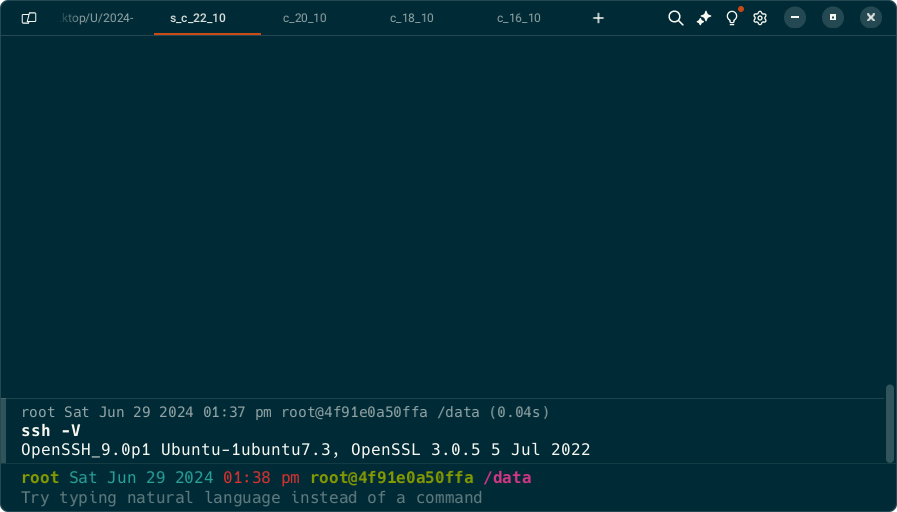 ktop/U/2024- s_c_22_10 c_20_10 c_18_10 c_16_10
root Sat Jun 29 2024 01:37 pm root@4f91e0a50ffa /data (0.04s)
ssh -V
OpenSSH_9.0p1 Ubuntu-1ubuntu7.3, OpenSSL 3.0.5 5 Jul 2022
root Sat Jun 29 2024 01:38 pm root@4f91e0a50ffa /data
Try typing natural language instead of a command